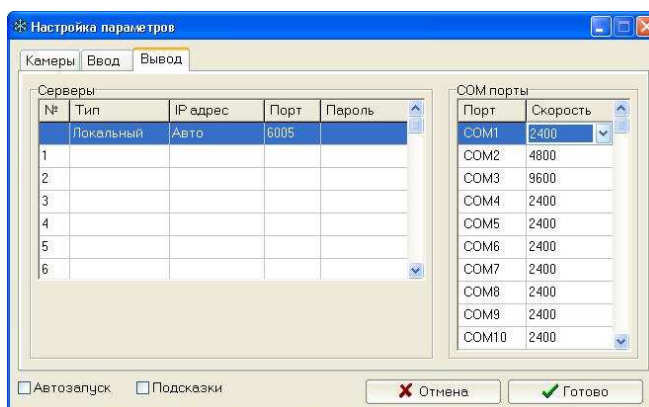 Настройка параметров
Камеры Ввод Вывод
Серверы
№ Тип IP адрес Порт Пароль
Локальный Авто 6005
1
2
3
4
5
6
COM порты
Порт Скорость
COM1 2400
COM2 4800
COM3 9600
COM4 2400
COM5 2400
COM6 2400
COM7 2400
COM8 2400
COM9 2400
COM10 2400
Автозапуск Подсказки Отмена Готово